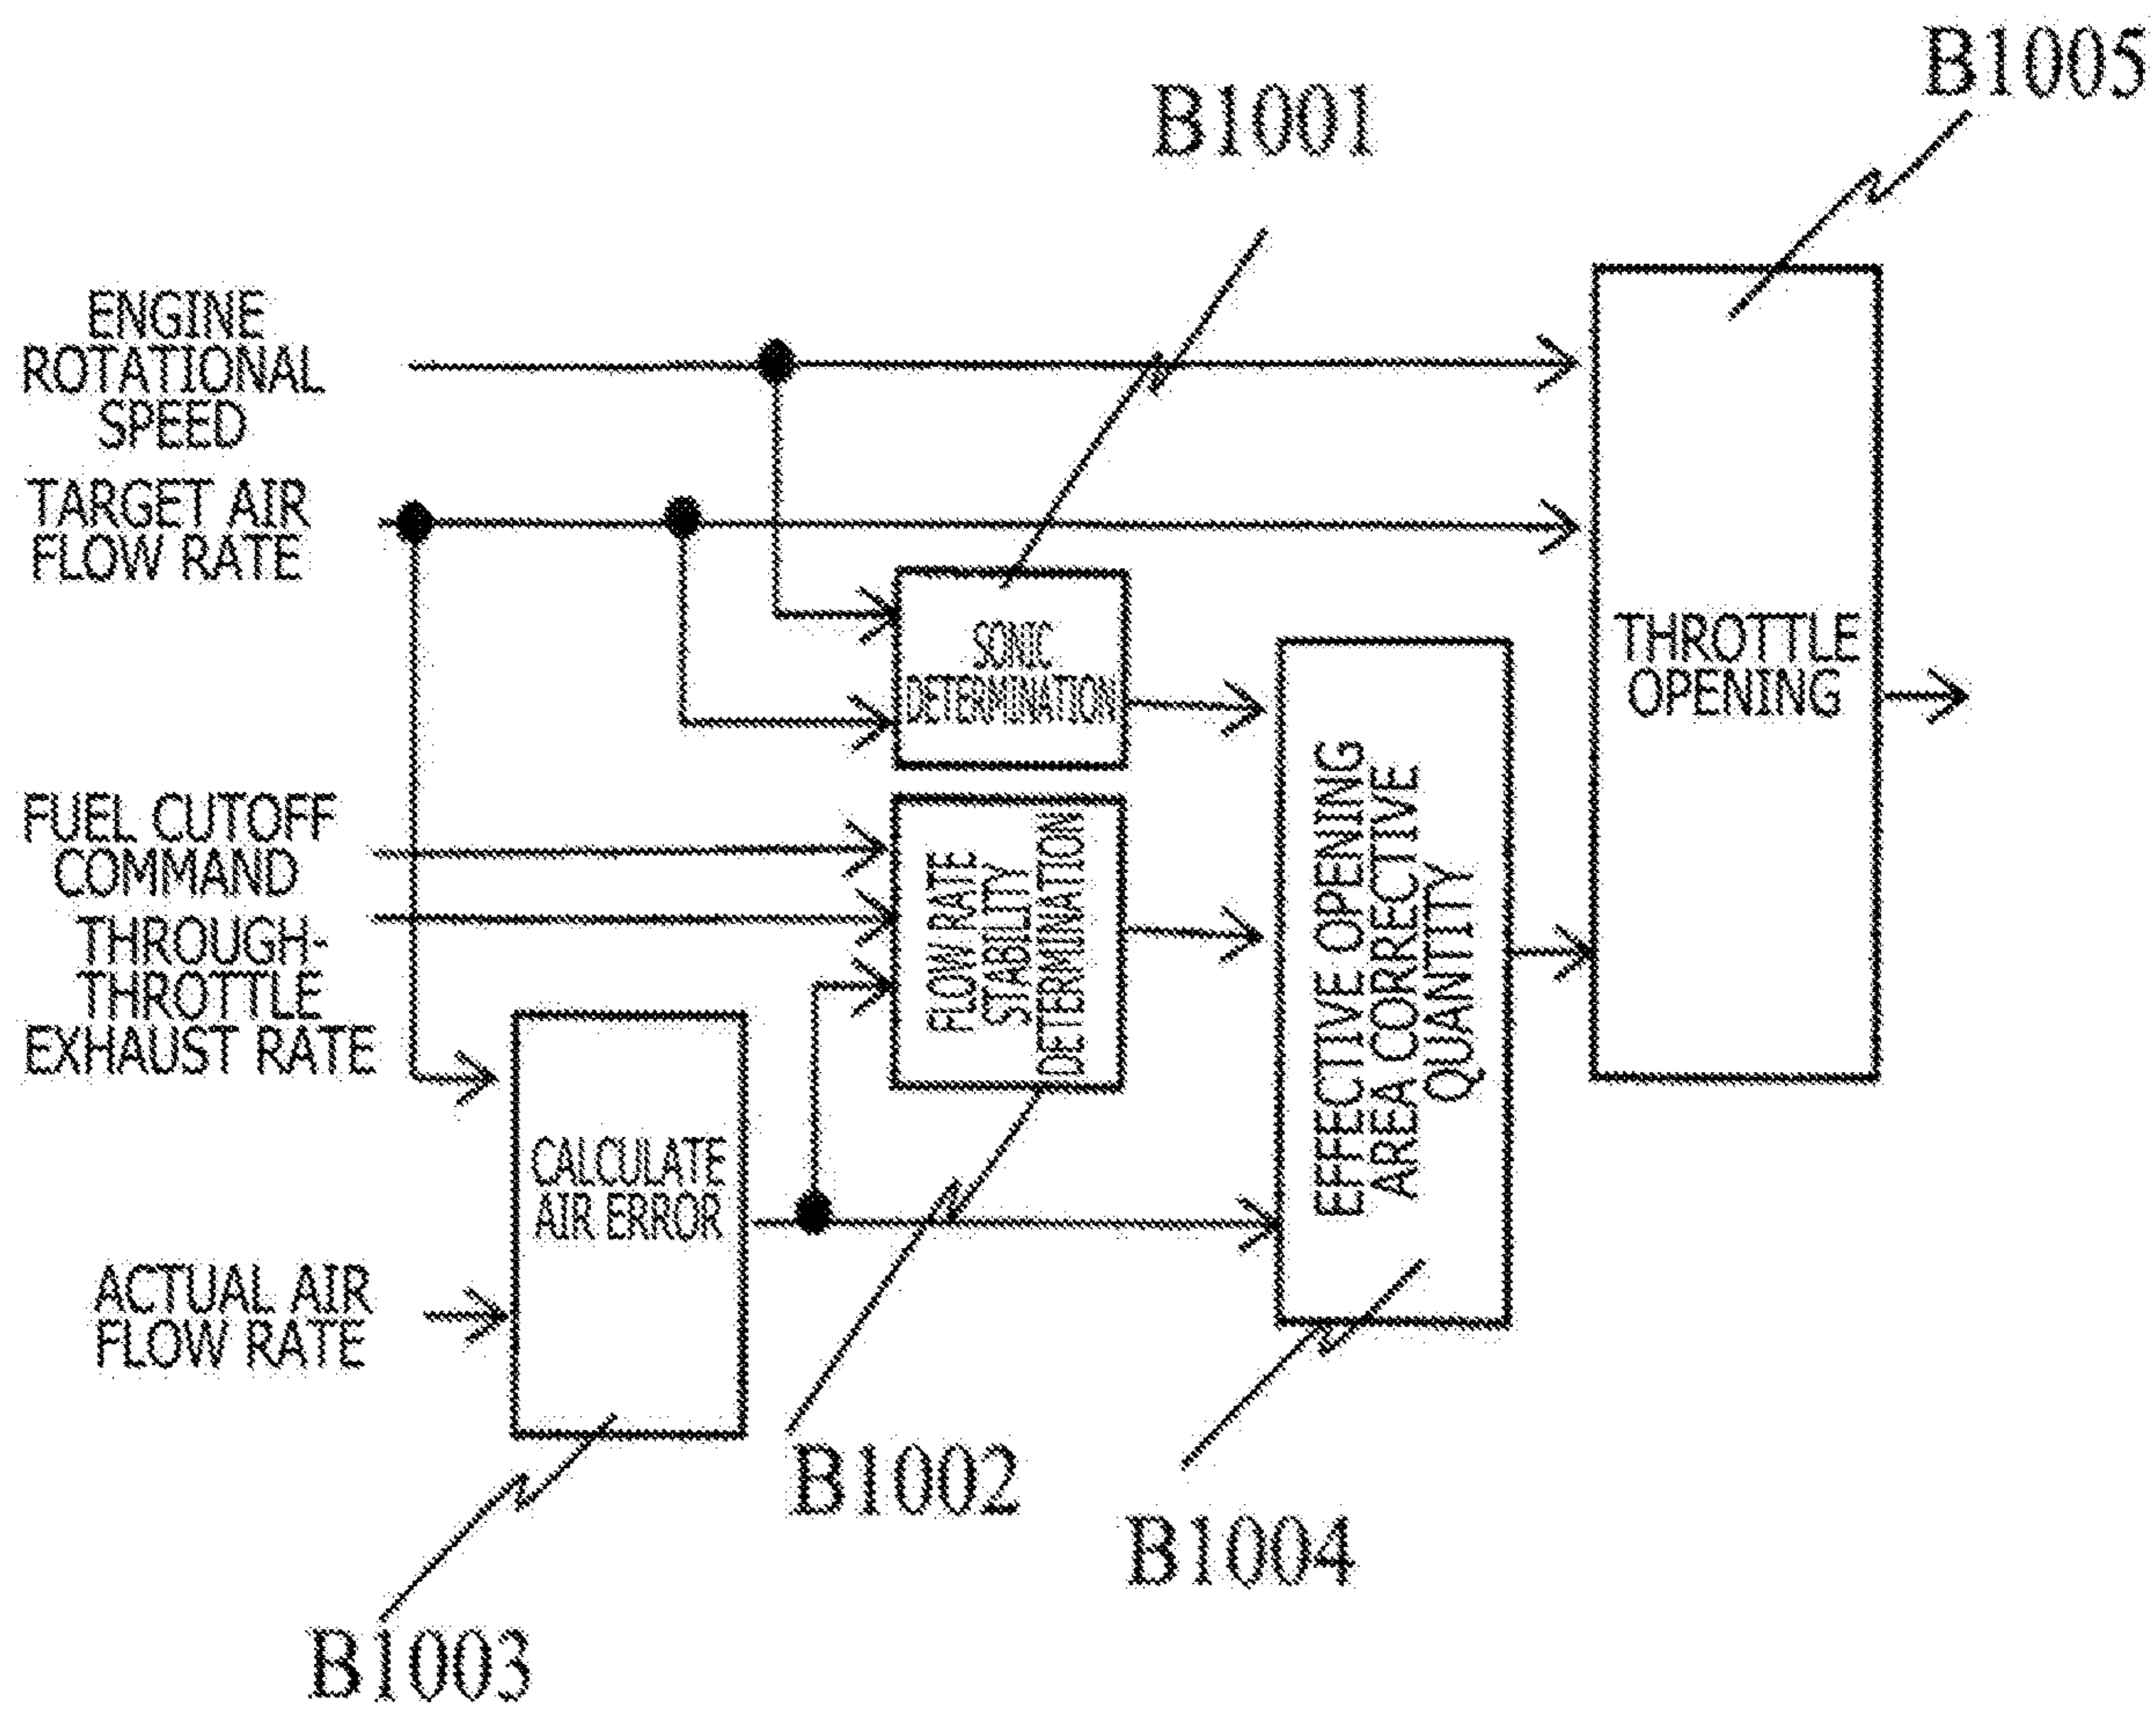 B1005
B1001
ENGINE
ROTATIONAL
SPEED
TARGET AIR
FLOW RATE
SONIC
DETERMINATION
THROTTLE
OPENING
FUEL CUTOFF
COMMAND
THROUGH-
THROTTLE
EXHAUST RATE
FLOW RATE
STABILITY
DETERMINATION
EFFECTIVE OPENING
AREA CORRECTIVE
QUANTITY
CALCULATE
AIR ERROR
ACTUAL AIR
FLOW RATE
B1002
B1004
B1003